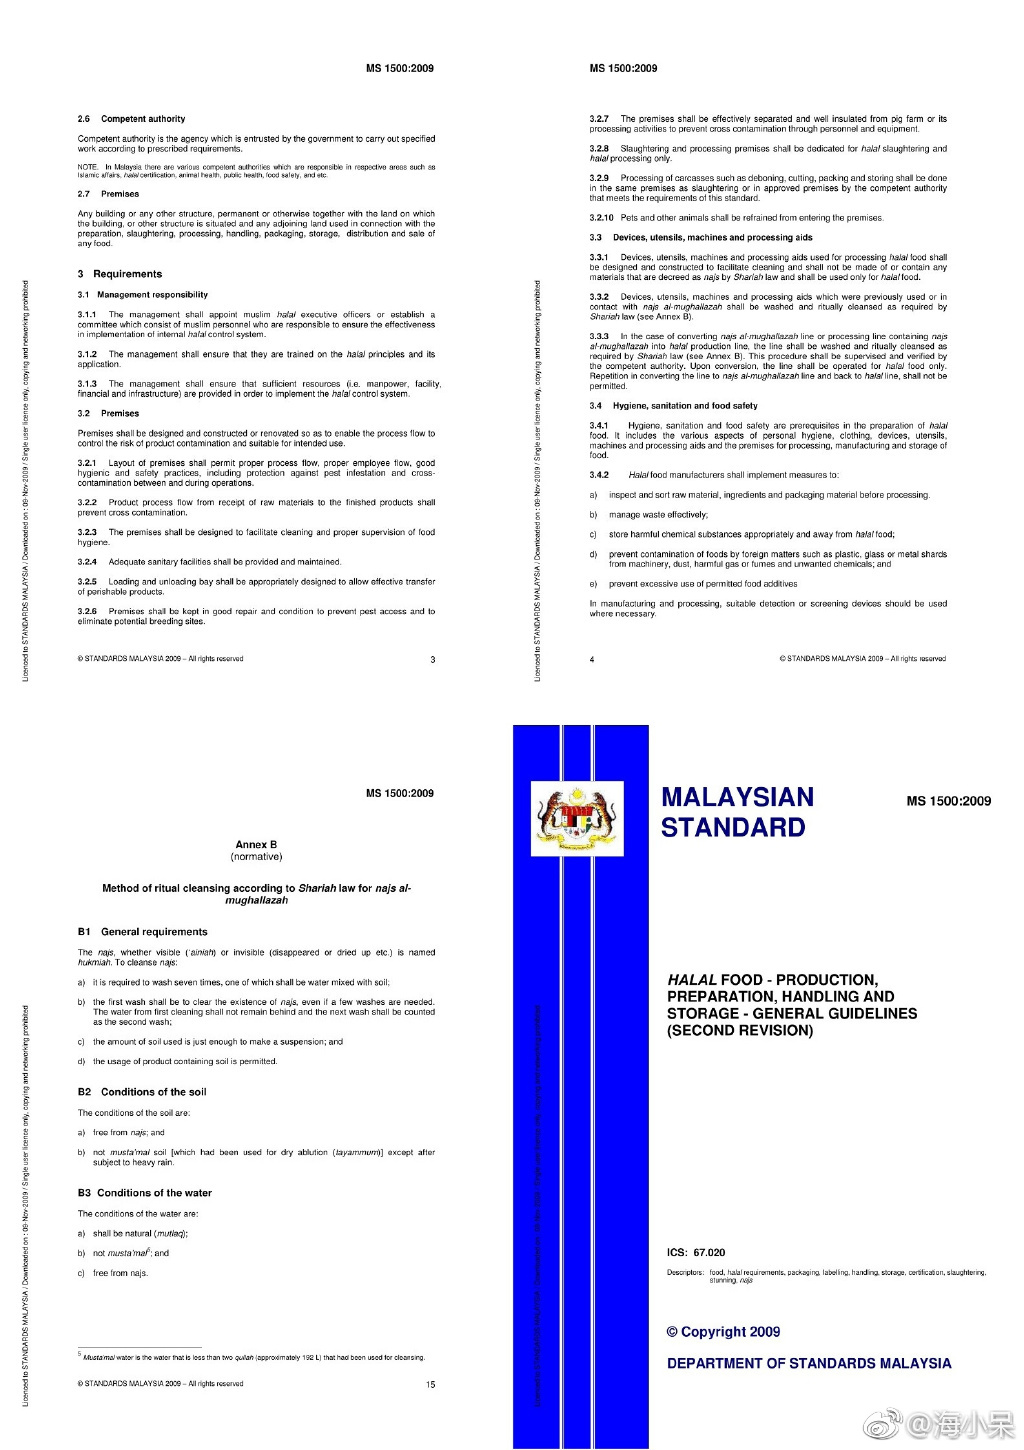 MS 1500:2009
2.6 Competent authority
Competent authority is the agency which is entrusted by the government to carry out specified
work according to prescribed requirements.
NOTE. In Malaysia there are various competent authorities which are responsible in respective areas such as
Islamic affairs, halal certification, animal health, public health, food safety, and etc.
2.7 Premises
Any building or any other structure, permanent or otherwise together with the land on which
the building, or other structure is situated and any adjoining land used in connection with the
preparation, slaughtering, processing, handling, packaging, storage, distribution and sale of
any food.
3 Requirements
3.1 Management responsibility
3.1.1 The management shall appoint muslim halal executive officers or establish a
committee which consist of muslim personnel who are responsible to ensure the effectiveness
in implementation of internal halal control system.
3.1.2 The management shall ensure that they are trained on the halal principles and its
application.
3.1.3 The management shall ensure that sufficient resources (i.e. manpower, facility,
financial and infrastructure) are provided in order to implement the halal control system.
3.2 Premises
Premises shall be designed and constructed or renovated so as to enable the process flow to
control the risk of product contamination and suitable for intended use.
3.2.1 Layout of premises shall permit proper process flow, proper employee flow, good
hygienic and safety practices, including protection against pest infestation and cross-
contamination between and during operations.
3.2.2 Product process flow from receipt of raw materials to the finished products shall
prevent cross contamination.
3.2.3 The premises shall be designed to facilitate cleaning and proper supervision of food
hygiene.
3.2.4 Adequate sanitary facilities shall be provided and maintained.
3.2.5 Loading and unloading bay shall be appropriately designed to allow effective transfer
of perishable products.
3.2.6 Premises shall be kept in good repair and condition to prevent pest access and to
eliminate potential breeding sites.
© STANDARDS MALAYSIA 2009 – All rights reserved
3
Licenced to STANDARDS MALAYSIA / Downloaded on : 09-Nov-2009 / Single user licence only, copying and networking prohibited
MS 1500:2009
3.2.7 The premises shall be effectively separated and well insulated from pig farm or its
processing activities to prevent cross contamination through personnel and equipment.
3.2.8 Slaughtering and processing premises shall be dedicated for halal slaughtering and
halal processing only.
3.2.9 Processing of carcasses such as deboning, cutting, packing and storing shall be done
in the same premises as slaughtering or in approved premises by the competent authority
that meets the requirements of this standard.
3.2.10 Pets and other animals shall be refrained from entering the premises.
3.3 Devices, utensils, machines and processing aids
3.3.1 Devices, utensils, machines and processing aids used for processing halal food shall
be designed and constructed to facilitate cleaning and shall not be made of or contain any
materials that are decreed as najs by Shariah law and shall be used only for halal food.
3.3.2 Devices, utensils, machines and processing aids which were previously used or in
contact with najs al-mughallazah shall be washed and ritually cleansed as required by
Shariah law (see Annex B).
3.3.3 In the case of converting najs al-mughallazah line or processing line containing najs
al-mughallazah into halal production line, the line shall be washed and ritually cleansed as
required by Shariah law (see Annex B). This procedure shall be supervised and verified by
the competent authority. Upon conversion, the line shall be operated for halal food only.
Repetition in converting the line to najs al-mughallazah line and back to halal line, shall not be
permitted.
3.4 Hygiene, sanitation and food safety
3.4.1 Hygiene, sanitation and food safety are prerequisites in the preparation of halal
food. It includes the various aspects of personal hygiene, clothing, devices, utensils,
machines and processing aids and the premises for processing, manufacturing and storage of
food.
3.4.2 Halal food manufacturers shall implement measures to:
a) inspect and sort raw material, ingredients and packaging material before processing.
b) manage waste effectively;
c) store harmful chemical substances appropriately and away from halal food;
d) prevent contamination of foods by foreign matters such as plastic, glass or metal shards
from machinery, dust, harmful gas or fumes and unwanted chemicals; and
e) prevent excessive use of permitted food additives
In manufacturing and processing, suitable detection or screening devices should be used
where necessary.
4
© STANDARDS MALAYSIA 2009 – All rights reserved
Licenced to STANDARDS MALAYSIA / Downloaded on : 09-Nov-2009 / Single user licence only, copying and networking prohibited
MS 1500:2009
Annex B
(normative)
Method of ritual cleansing according to Shariah law for najs al-
mughallazah
B1 General requirements
The najs, whether visible (`ainiah) or invisible (disappeared or dried up etc.) is named
hukmiah. To cleanse najs:
a) it is required to wash seven times, one of which shall be water mixed with soil;
b) the first wash shall be to clear the existence of najs, even if a few washes are needed.
The water from first cleaning shall not remain behind and the next wash shall be counted
as the second wash;
c) the amount of soil used is just enough to make a suspension; and
d) the usage of product containing soil is permitted.
B2 Conditions of the soil
The conditions of the soil are:
a) free from najs; and
b) not musta'mal soil [which had been used for dry ablution (tayammum)] except after
subject to heavy rain.
B3 Conditions of the water
The conditions of the water are:
a) shall be natural (mutlaq);
b) not musta'mal5; and
c) free from najs.
5 Musta'mal water is the water that is less than two qullah (approximately 192 L) that had been used for cleansing.
© STANDARDS MALAYSIA 2009 – All rights reserved
15
Licenced to STANDARDS MALAYSIA / Downloaded on : 09-Nov-2009 / Single user licence only, copying and networking prohibited
MALAYSIAN
STANDARD
MS 1500:2009
HALAL FOOD - PRODUCTION,
PREPARATION, HANDLING AND
STORAGE - GENERAL GUIDELINES
(SECOND REVISION)
ICS: 67.020
Descriptors: food, halal requirements, packaging, labelling, handling, storage, certification, slaughtering,
stunning, najs
© Copyright 2009
DEPARTMENT OF STANDARDS MALAYSIA
@海小呆